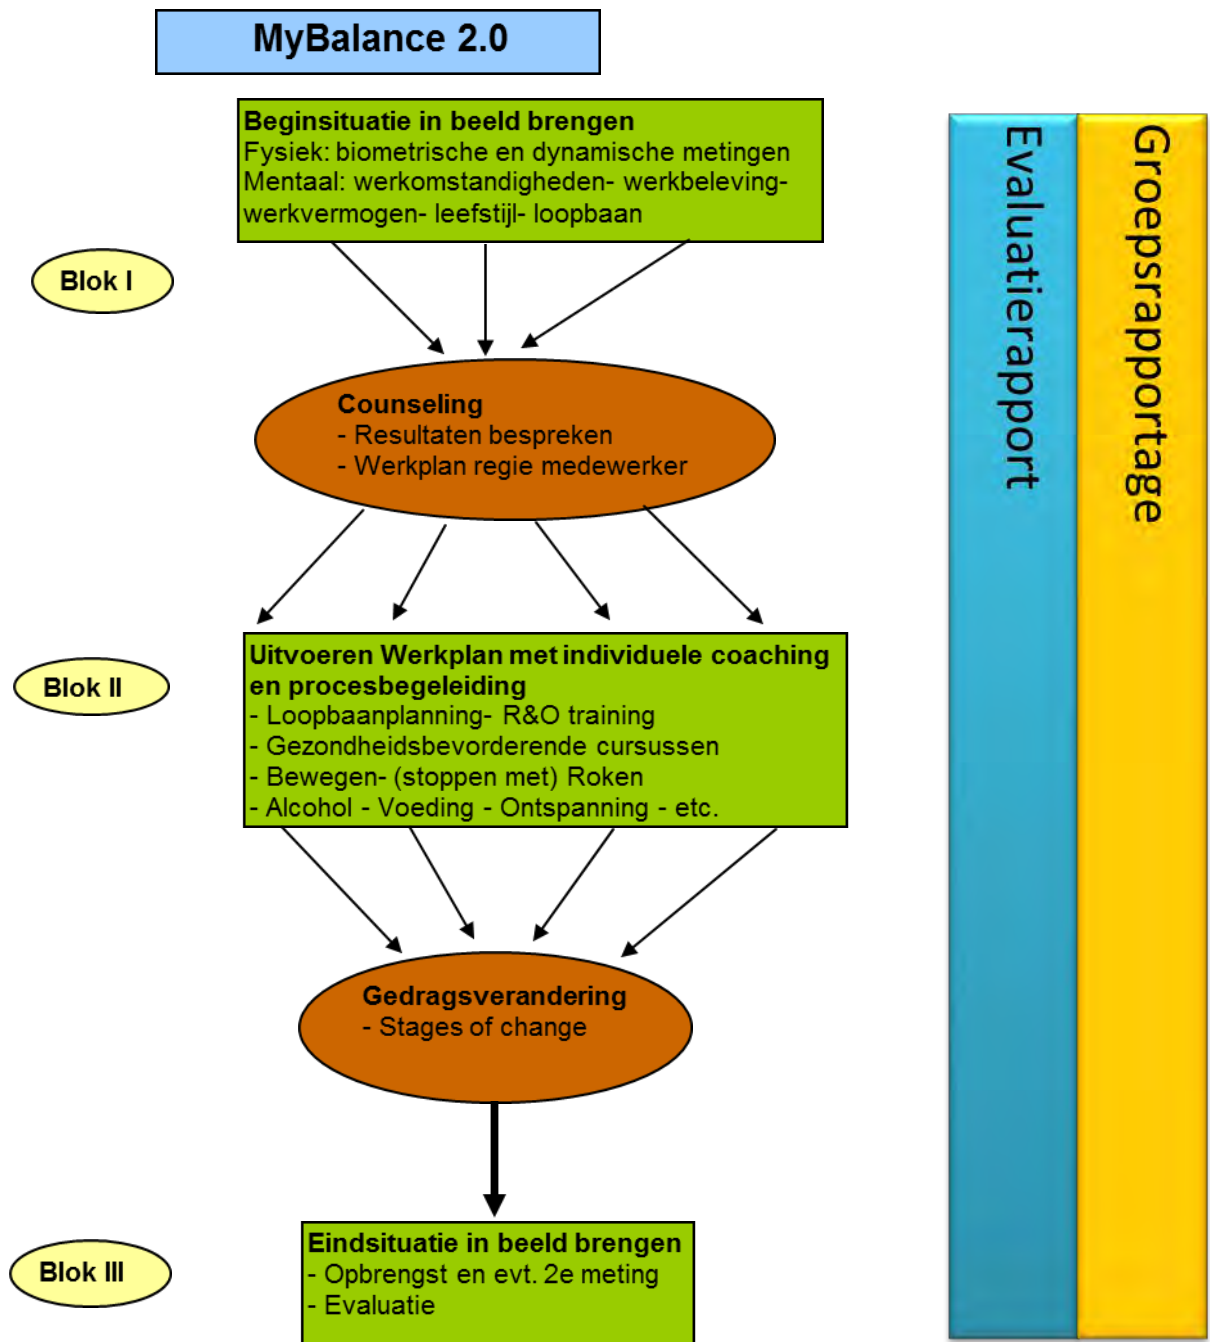 MyBalance 2.0
Beginsituatie in beeld brengen
Fysiek: biometrische en dynamische metingen
Mentaal: werkomstandigheden- werkbeleving-
werkvermogen- leefstijl- loopbaan
Blok I
Counseling
- Resultaten bespreken
- Werkplan regie medewerker
Blok II
Uitvoeren Werkplan met individuele coaching
en procesbegeleiding
- Loopbaanplanning- R&O training
- Gezondheidsbevorderende cursussen
- Bewegen- (stoppen met) Roken
- Alcohol - Voeding - Ontspanning - etc.
Gedragsverandering
- Stages of change
Blok III
Eindsituatie in beeld brengen
- Opbrengst en evt. 2e meting
- Evaluatie
Evaluatierapport
Groepsrapportage